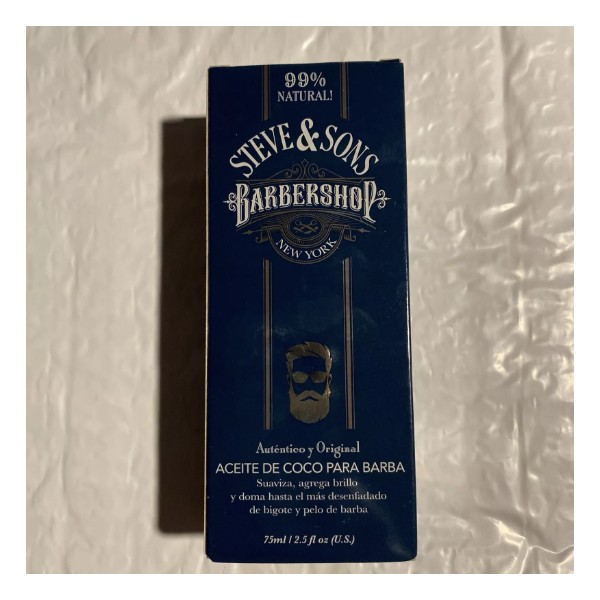 99%
NATURAL!
STEVE & SONS
BARBERSHOP
NEW YORK
Auténtico y Original
ACEITE DE COCO PARA BARBA
Suaviza, agrega brillo
y doma hasta el más desenfadado
de bigote y pelo de barba
75ml / 2.5 fl oz (U.S.)